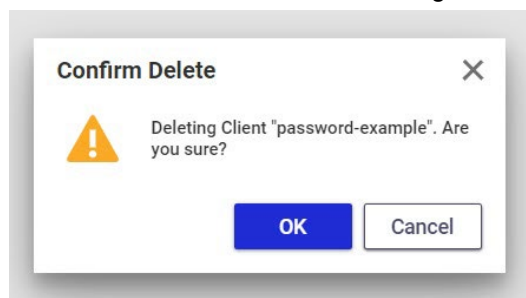 Confirm Delete
Deleting Client "password-example". Are
you sure?
OK
Cancel